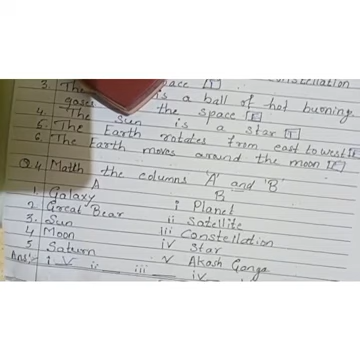 3. The is a ball of hot burning
gases the space [F]
4. The Sun is a star [T]
5. The Earth rotates from east to west [F]
6. The Earth moves around the moon [F]
Q.4 Match the columns 'A' and 'B'
A B
1. Galaxy i Planet
2 Great Bear ii Satellite
3. Sun iii Constellation
4 Moon iv Star
5 Saturn v Akash Ganga
Ans:- i V ii iii iv